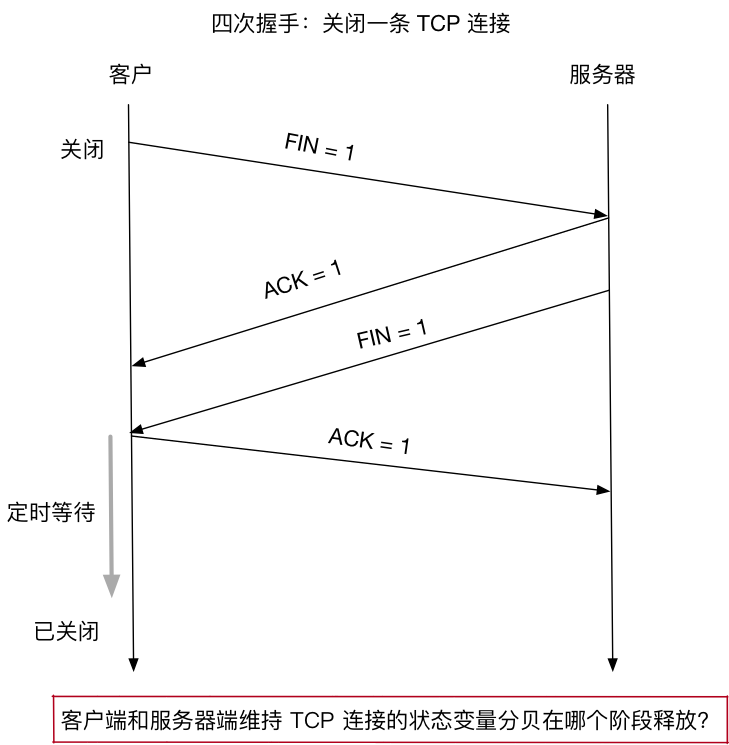 四次握手：关闭一条 TCP 连接
客户
服务器
关闭
FIN = 1
ACK = 1
FIN = 1
ACK = 1
定时等待
已关闭
客户端和服务器端维持 TCP 连接的状态变量分贝在哪个阶段释放？